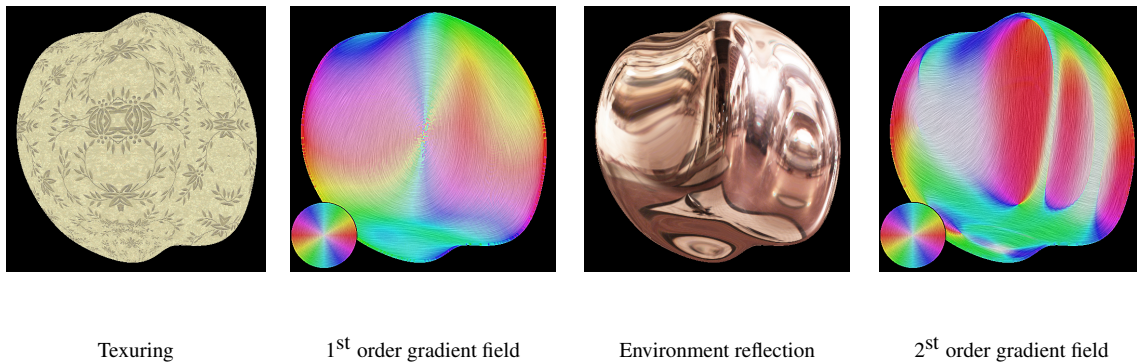 Texuring
1st order gradient field
Environment reflection
2st order gradient field